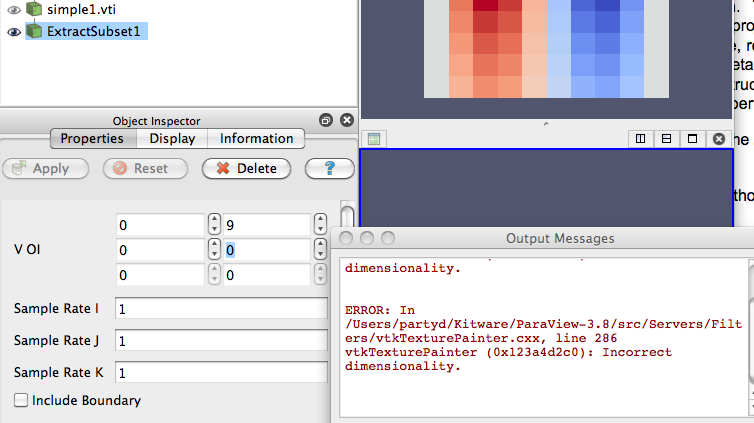 simple1.vti
ExtractSubset1
Object Inspector
Properties Display Information
Apply Reset Delete ?
0 9
V OI 0 0
0 0
Sample Rate I 1
Sample Rate J 1
Sample Rate K 1
Include Boundary
Output Messages
dimensionality.
ERROR: In
/Users/partyd/Kitware/ParaView-3.8/src/Servers/Filt
ers/vtkTexturePainter.cxx, line 286
vtkTexturePainter (0x123a4d2c0): Incorrect
dimensionality.